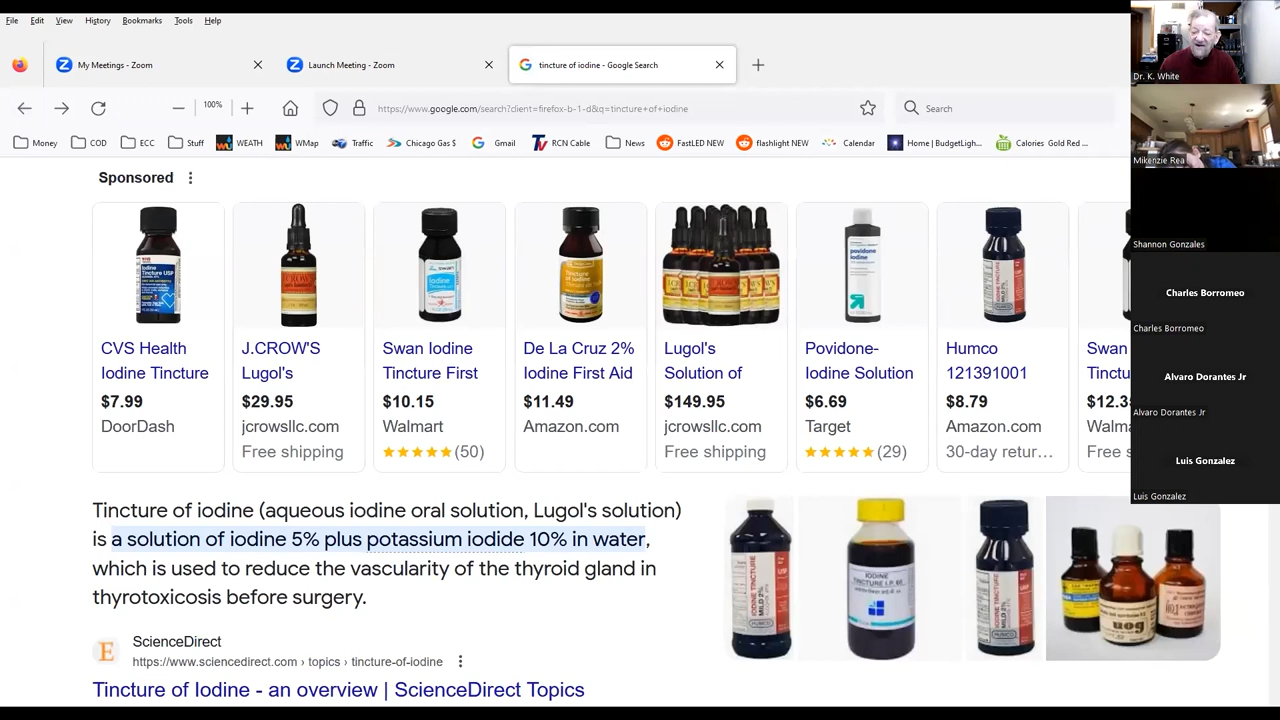 File Edit View History Bookmarks Tools Help
My Meetings - Zoom
Launch Meeting - Zoom
tincture of iodine - Google Search
100%
https://www.google.com/search?client=firefox-b-1-d&q=tincture+of+iodine
Search
Money COD ECC Stuff WEATH WMap Traffic Chicago Gas $ Gmail RCN Cable News FastLED NEW flashlight NEW Calendar Home | BudgetLigh... Calories Gold Red ...
Sponsored
CVS Health
Iodine Tincture
$7.99
DoorDash
J.CROW'S
Lugol's
$29.95
jcrowsllc.com
Free shipping
Swan Iodine
Tincture First
$10.15
Walmart
(50)
De La Cruz 2%
Iodine First Aid
$11.49
Amazon.com
Lugol's
Solution of
$149.95
jcrowsllc.com
Free shipping
povidone
iodine
Povidone-
Iodine Solution
$6.69
Target
(29)
Humco
121391001
$8.79
Amazon.com
30-day retur...
Swan
Tinctu
$12.3
Walma
Free s
Tincture of iodine (aqueous iodine oral solution, Lugol's solution)
is a solution of iodine 5% plus potassium iodide 10% in water,
which is used to reduce the vascularity of the thyroid gland in
thyrotoxicosis before surgery.
ScienceDirect
https://www.sciencedirect.com › topics › tincture-of-iodine
Tincture of Iodine - an overview | ScienceDirect Topics
Dr. K. White
Mikenzie Rea
Shannon Gonzales
Charles Borromeo
Charles Borromeo
Alvaro Dorantes Jr
Alvaro Dorantes Jr
Luis Gonzalez
Luis Gonzalez